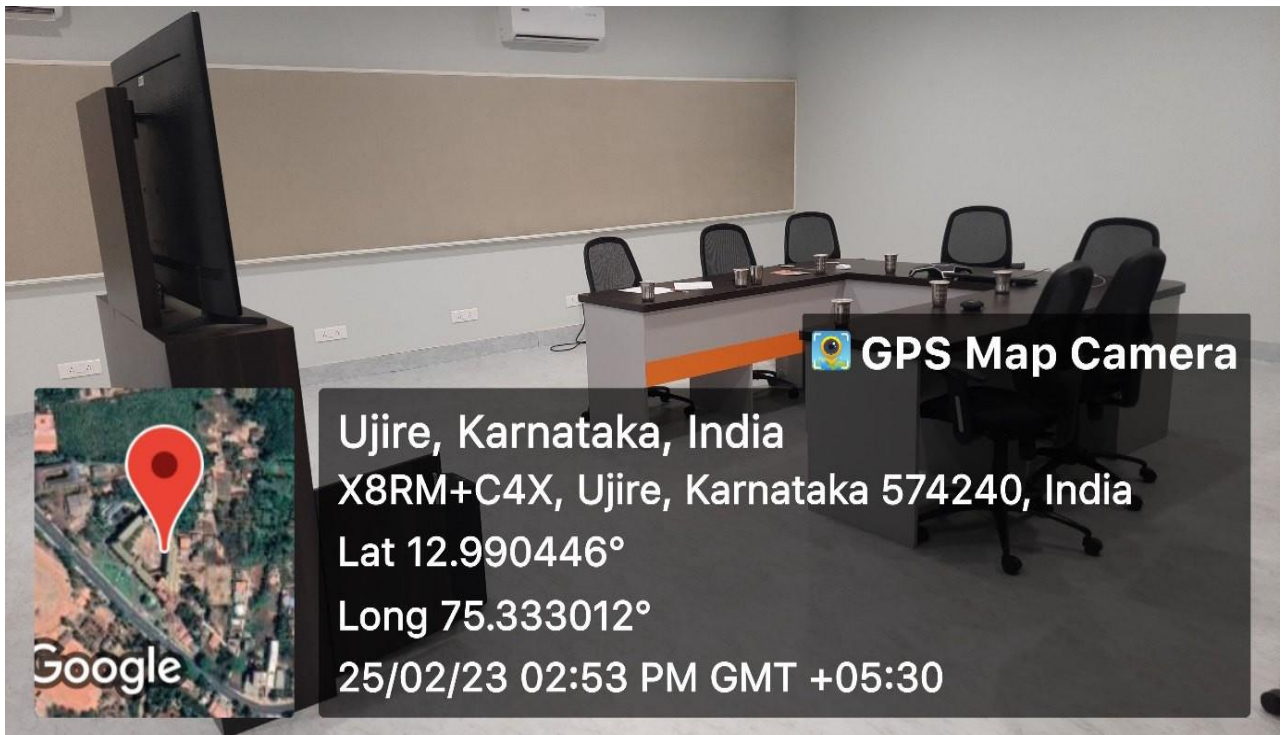 GPS Map Camera
Ujire, Karnataka, India
X8RM+C4X, Ujire, Karnataka 574240, India
Lat 12.990446°
Long 75.333012°
25/02/23 02:53 PM GMT +05:30
Google